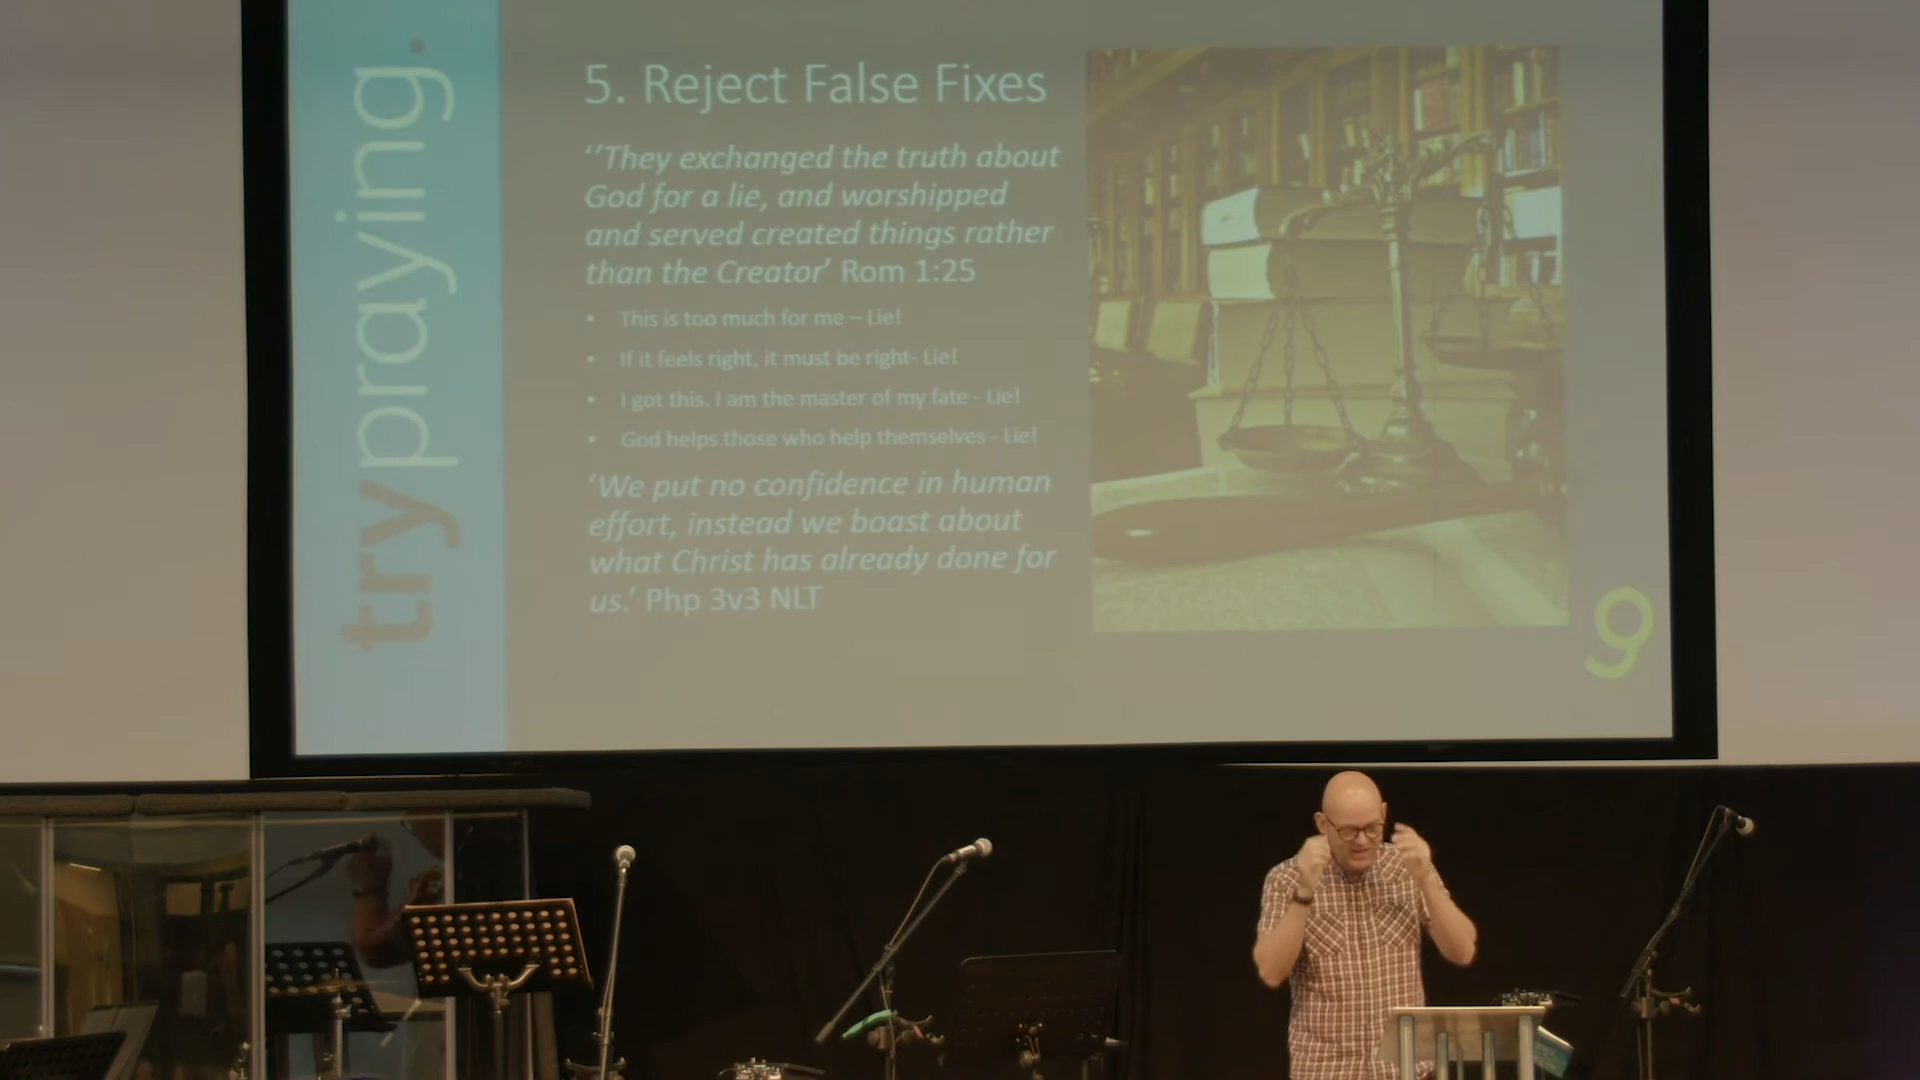 try praying.
5. Reject False Fixes
‘’They exchanged the truth about
God for a lie, and worshipped
and served created things rather
than the Creator’ Rom 1:25
• This is too much for me – Lie!
• If it feels right, it must be right- Lie!
• I got this. I am the master of my fate - Lie!
• God helps those who help themselves - Lie!
‘We put no confidence in human
effort, instead we boast about
what Christ has already done for
us.’ Php 3v3 NLT
9